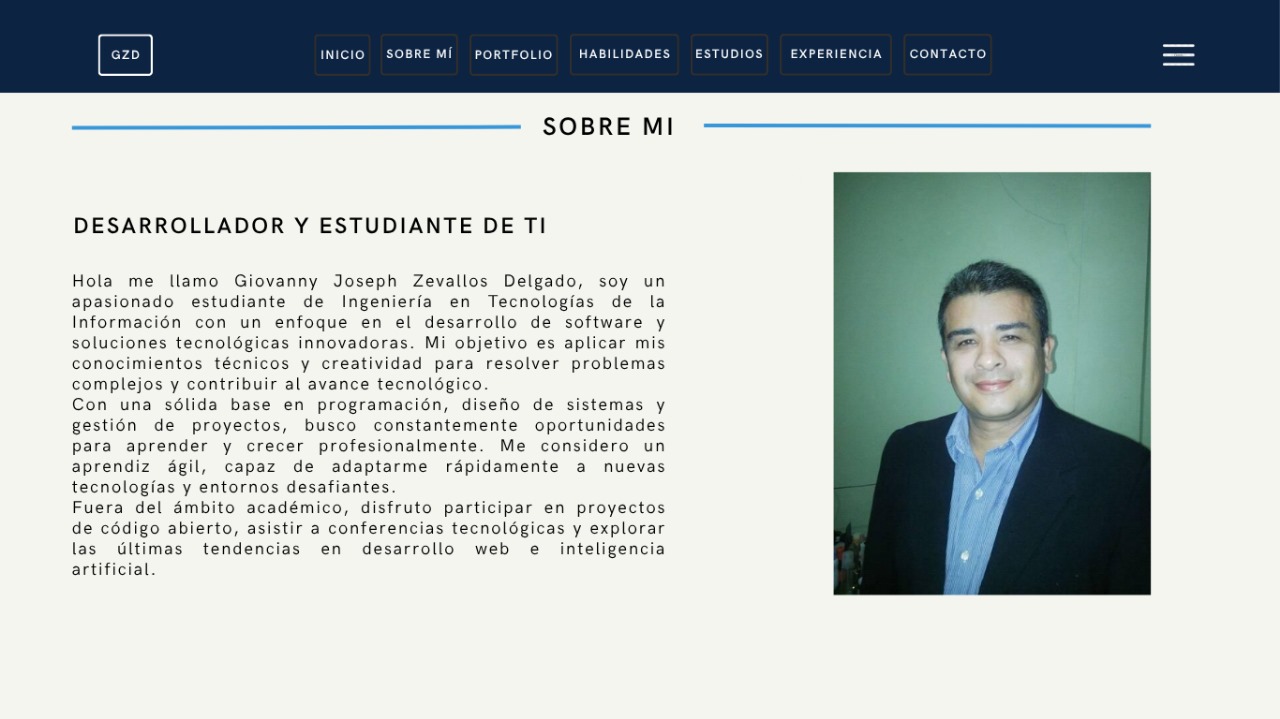 GZD
INICIO
SOBRE MÍ
PORTFOLIO
HABILIDADES
ESTUDIOS
EXPERIENCIA
CONTACTO
SOBRE MI
DESARROLLADOR Y ESTUDIANTE DE TI
Hola me llamo Giovanny Joseph Zevallos Delgado, soy un
apasionado estudiante de Ingeniería en Tecnologías de la
Información con un enfoque en el desarrollo de software y
soluciones tecnológicas innovadoras. Mi objetivo es aplicar mis
conocimientos técnicos y creatividad para resolver problemas
complejos y contribuir al avance tecnológico.
Con una sólida base en programación, diseño de sistemas y
gestión de proyectos, busco constantemente oportunidades
para aprender y crecer profesionalmente. Me considero un
aprendiz ágil, capaz de adaptarme rápidamente a nuevas
tecnologías y entornos desafiantes.
Fuera del ámbito académico, disfruto participar en proyectos
de código abierto, asistir a conferencias tecnológicas y explorar
las últimas tendencias en desarrollo web e inteligencia
artificial.